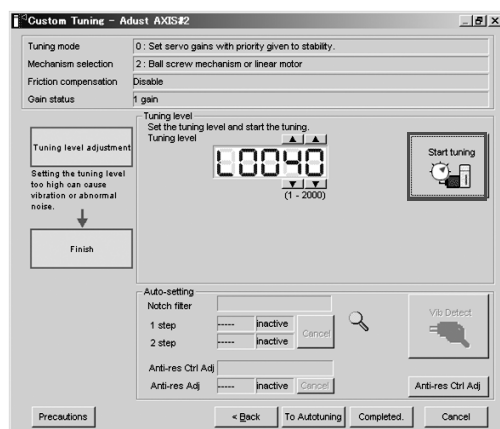 Custom Tuning - Adust AXIS#2
Tuning mode
0 : Set servo gains with priority given to stability.
Mechanism selection
2 : Ball screw mechanism or linear motor
Friction compensation
Disable
Gain status
1 gain
Tuning level adjustment
Setting the tuning level
too high can cause
vibration or abnormal
noise.
Finish
Tuning level
Set the tuning level and start the tuning.
Tuning level
L0040
(1 - 2000)
Start tuning
Auto-setting
Notch filter
1 step
-----
inactive
2 step
-----
inactive
Cancel
Vib Detect
Anti-res Ctrl Adj
Anti-res Adj
-----
inactive
Cancel
Anti-res Ctrl Adj
Precautions
< Back
To Autotuning
Completed.
Cancel